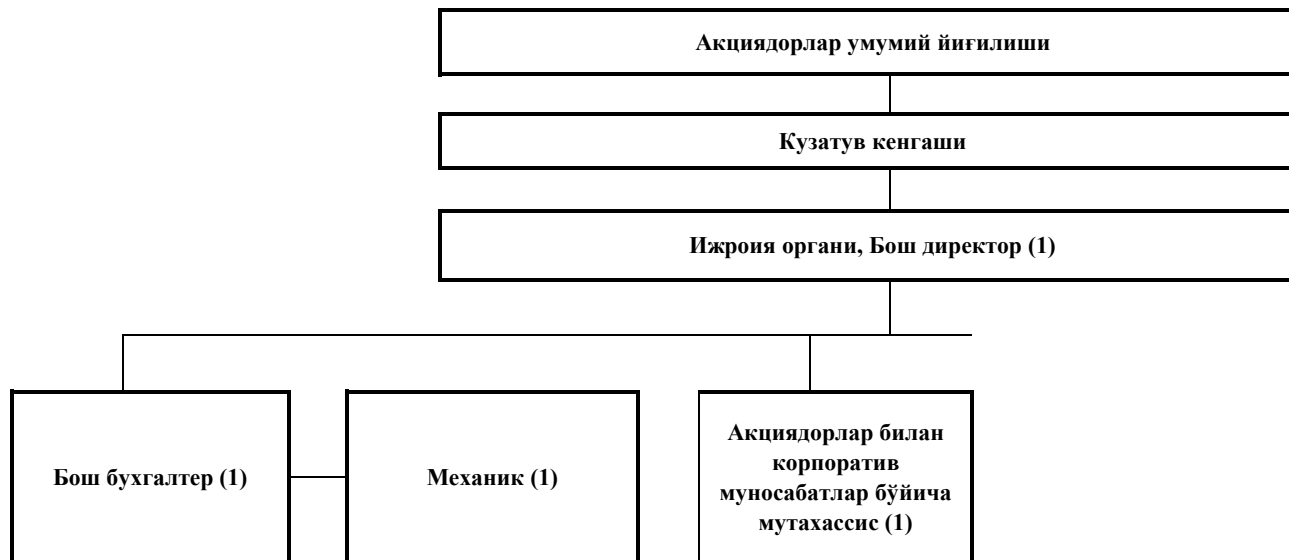 Акциядорлар умумий йиғилиши
Кузатув кенгаши
Ижроия органи, Бош директор (1)
Бош бухгалтер (1)
Механик (1)
Акциядорлар билан
корпоратив
муносабатлар бўйича
мутахассис (1)